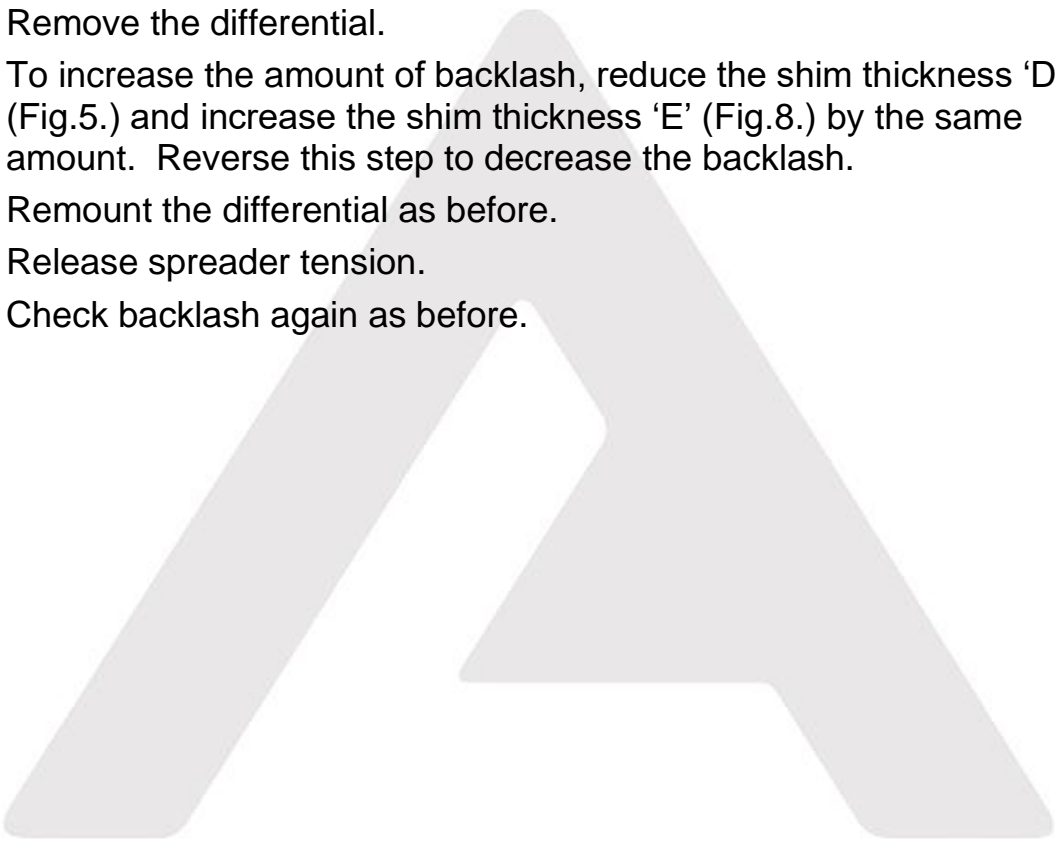 Remove the differential.
To increase the amount of backlash, reduce the shim thickness ‘D
(Fig.5.) and increase the shim thickness ‘E’ (Fig.8.) by the same
amount.  Reverse this step to decrease the backlash.
Remount the differential as before.
Release spreader tension.
Check backlash again as before.